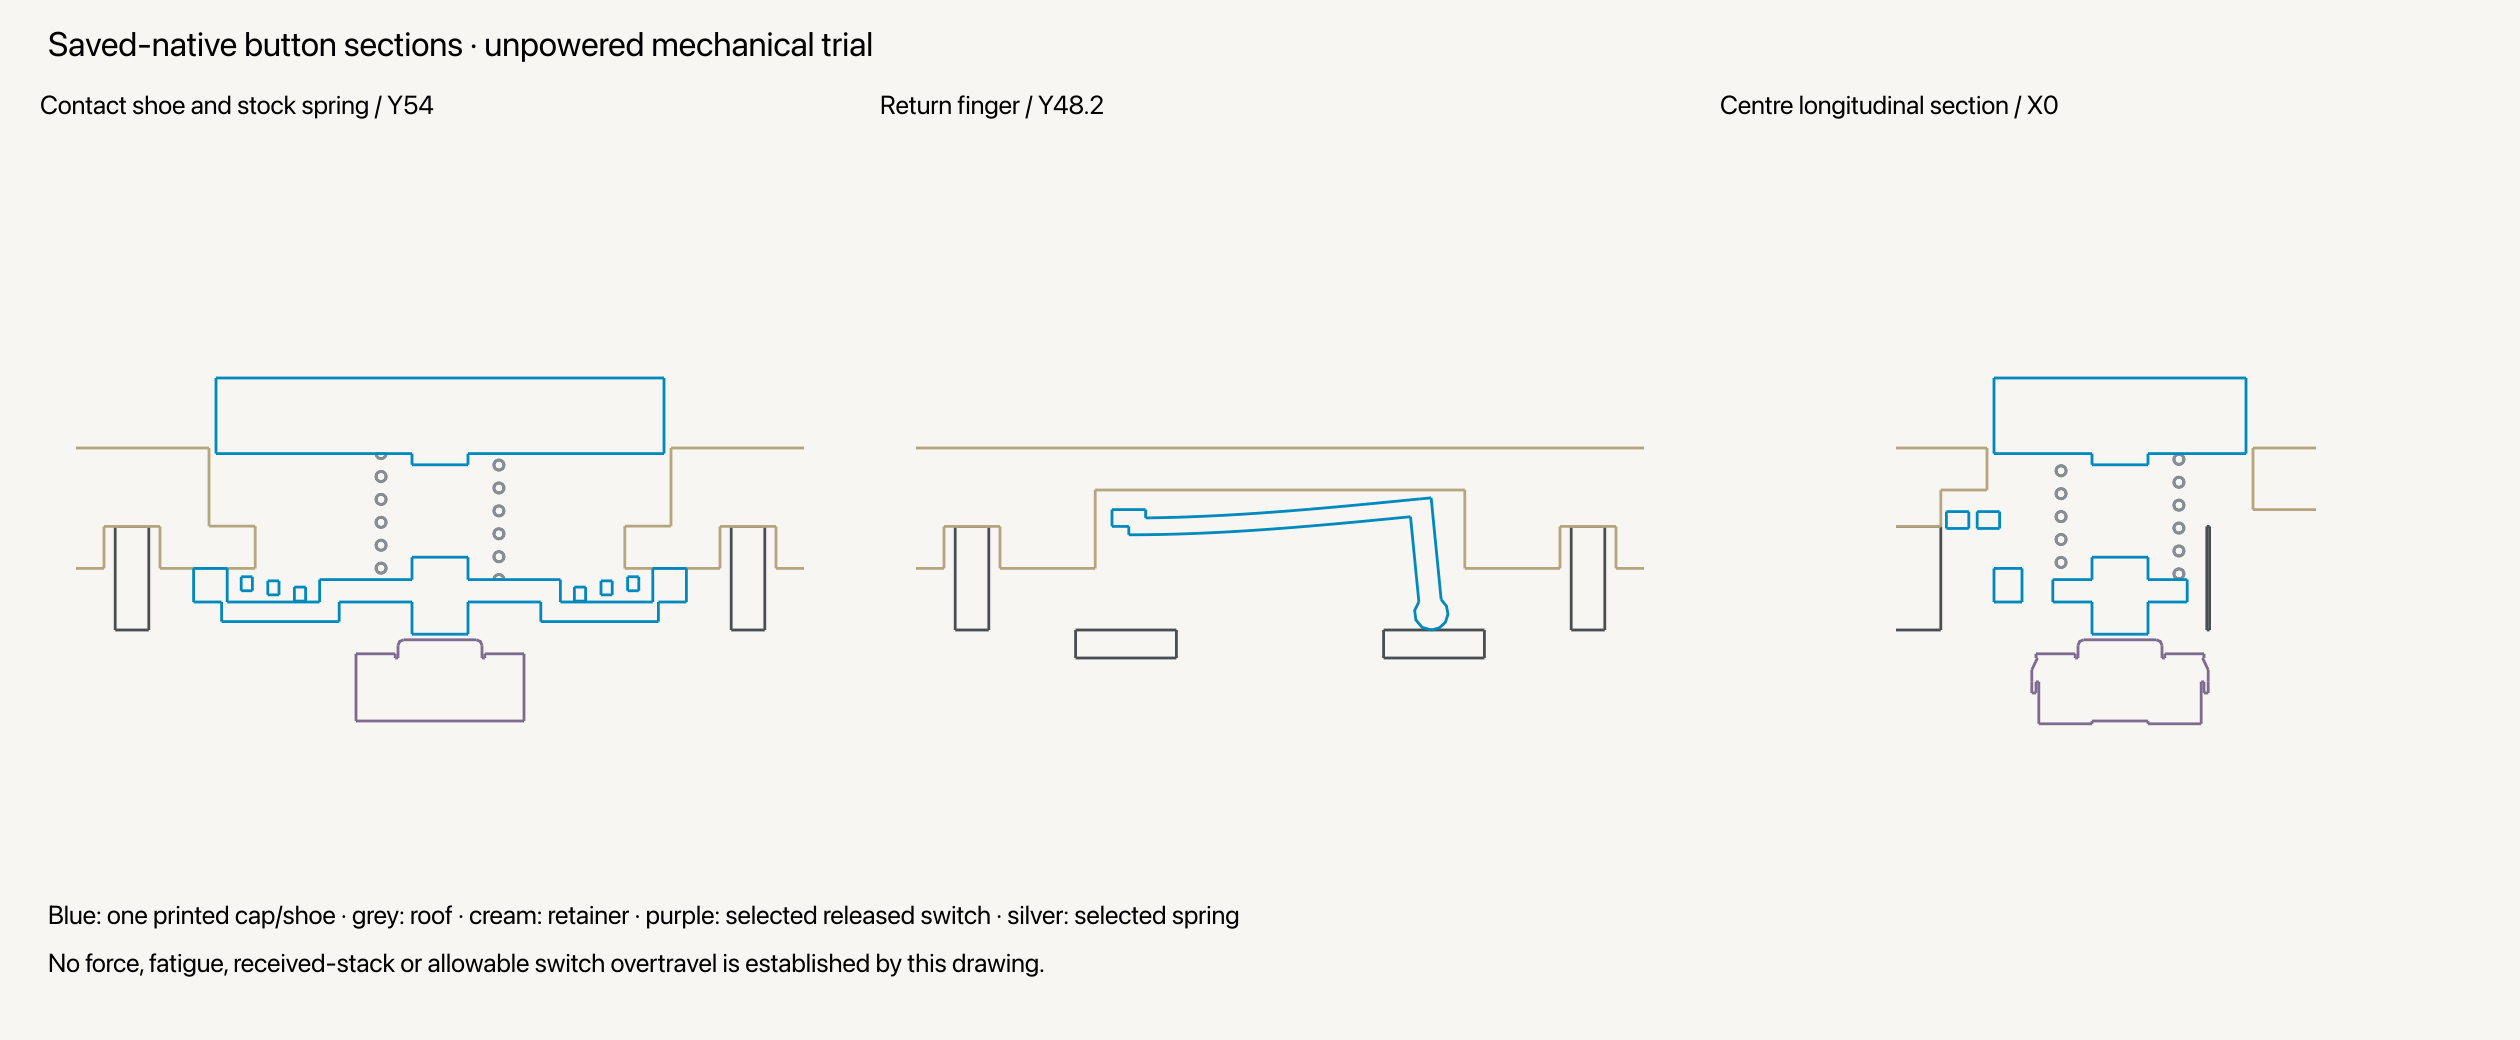 Saved-native button sections · unpowered mechanical trial
Contact shoe and stock spring / Y54
Return finger / Y48.2
Centre longitudinal section / X0
Blue: one printed cap/shoe · grey: roof · cream: retainer · purple: selected released switch · silver: selected spring
No force, fatigue, received-stack or allowable switch overtravel is established by this drawing.